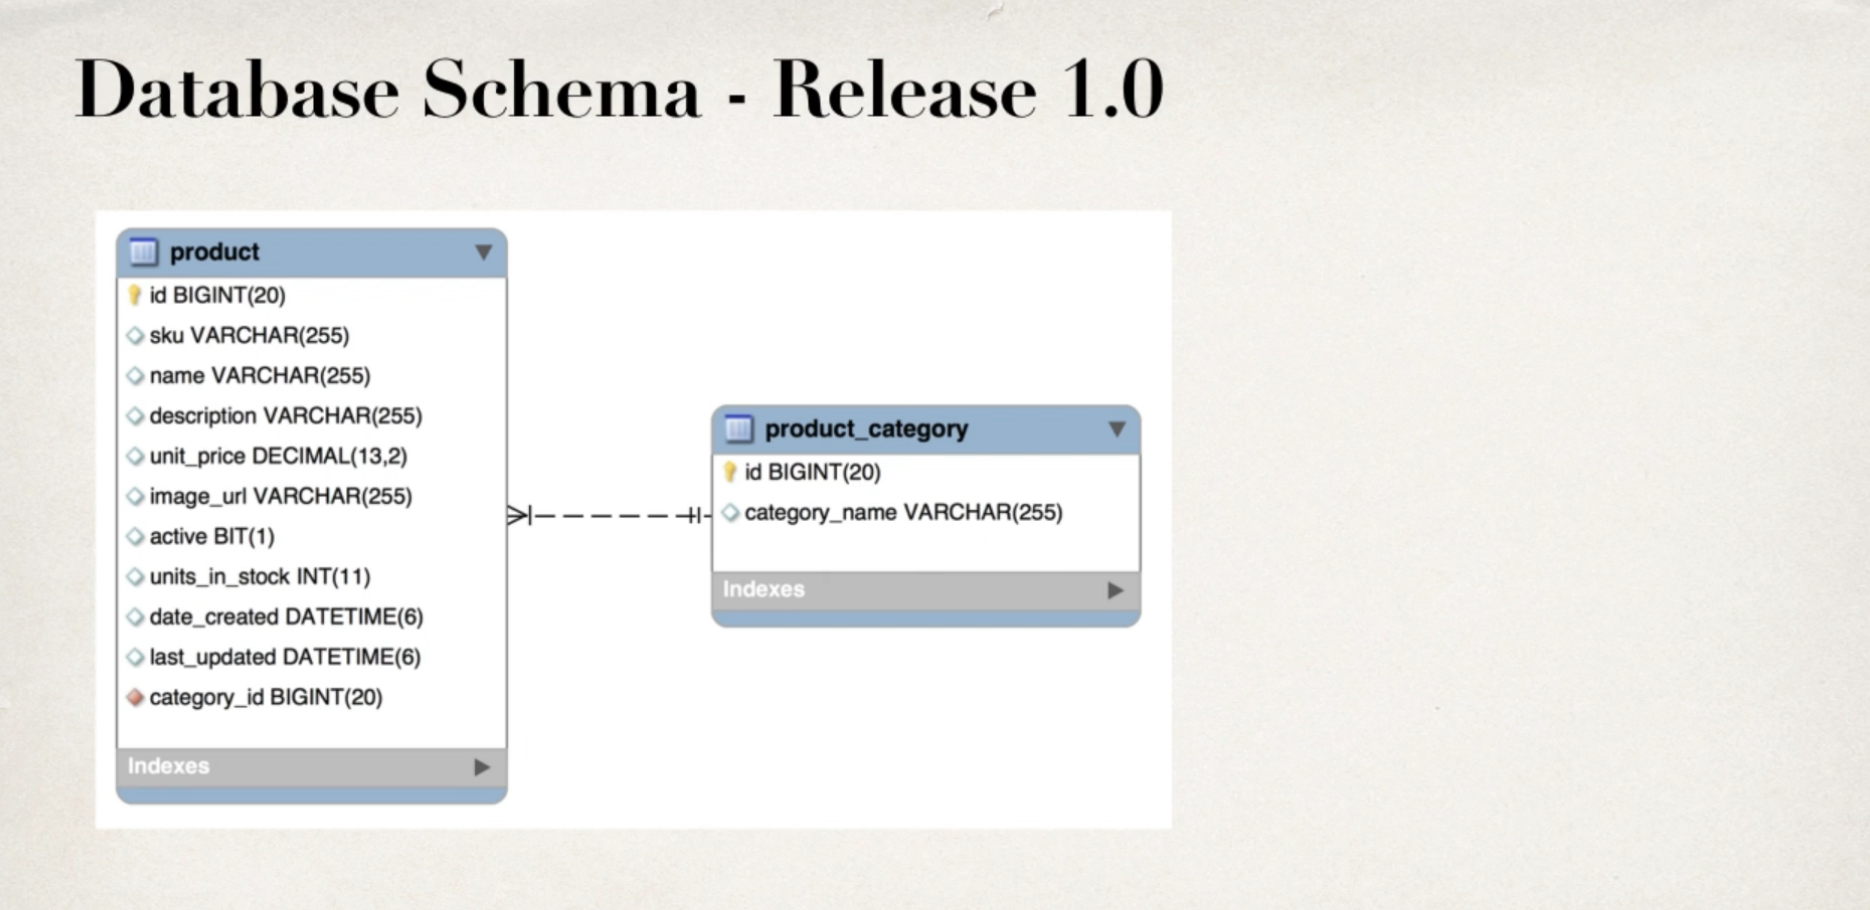 Database Schema - Release 1.0
product
id BIGINT(20)
sku VARCHAR(255)
name VARCHAR(255)
description VARCHAR(255)
unit_price DECIMAL(13,2)
image_url VARCHAR(255)
active BIT(1)
units_in_stock INT(11)
date_created DATETIME(6)
last_updated DATETIME(6)
category_id BIGINT(20)
Indexes
product_category
id BIGINT(20)
category_name VARCHAR(255)
Indexes